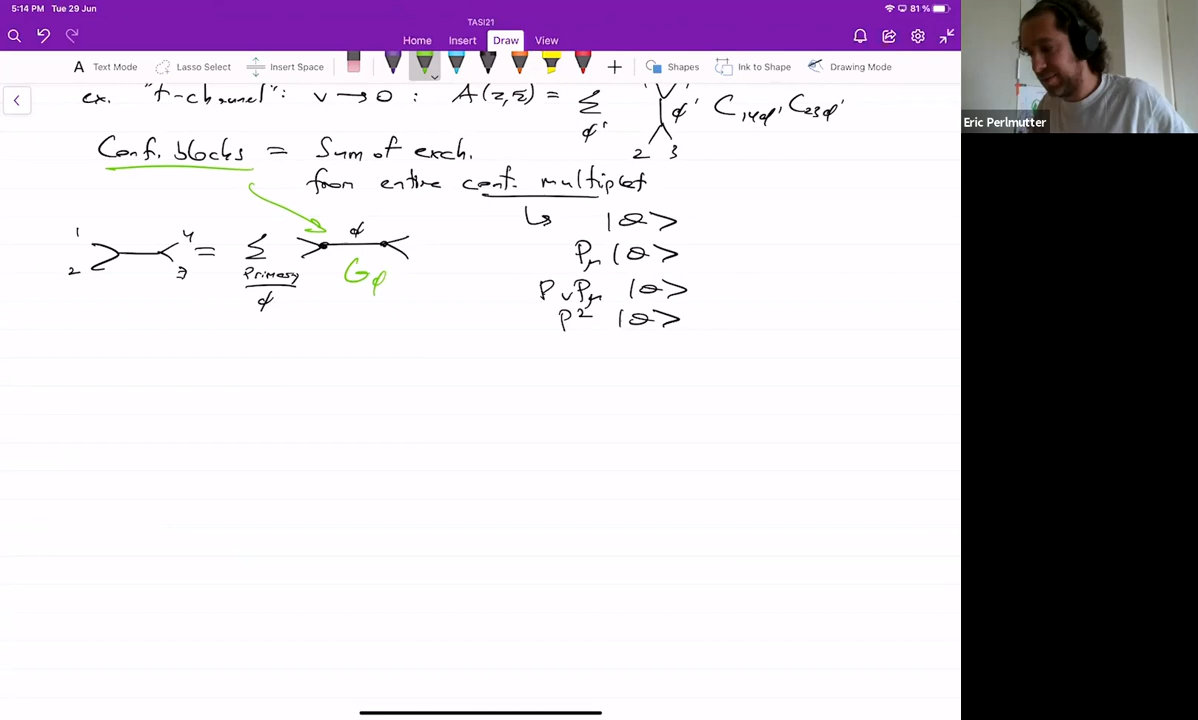 5:14 PM Tue 29 Jun
81 %
TASI21
Home Insert Draw View
A Text Mode Lasso Select Insert Space Shapes Ink to Shape Drawing Mode
ex. "t-channel": v → 0 : A(z,z̄) = Σ φ' C₁₄φ' C₂₃φ'
φ'
2 3
Eric Perlmutter
Conf. blocks = Sum of exch.
from entire conf. multiplet
↳ |O>
1 2 4 3 = Σ φ
Primary
φ
Gφ
Pμ |O>
PνPμ |O>
P² |O>